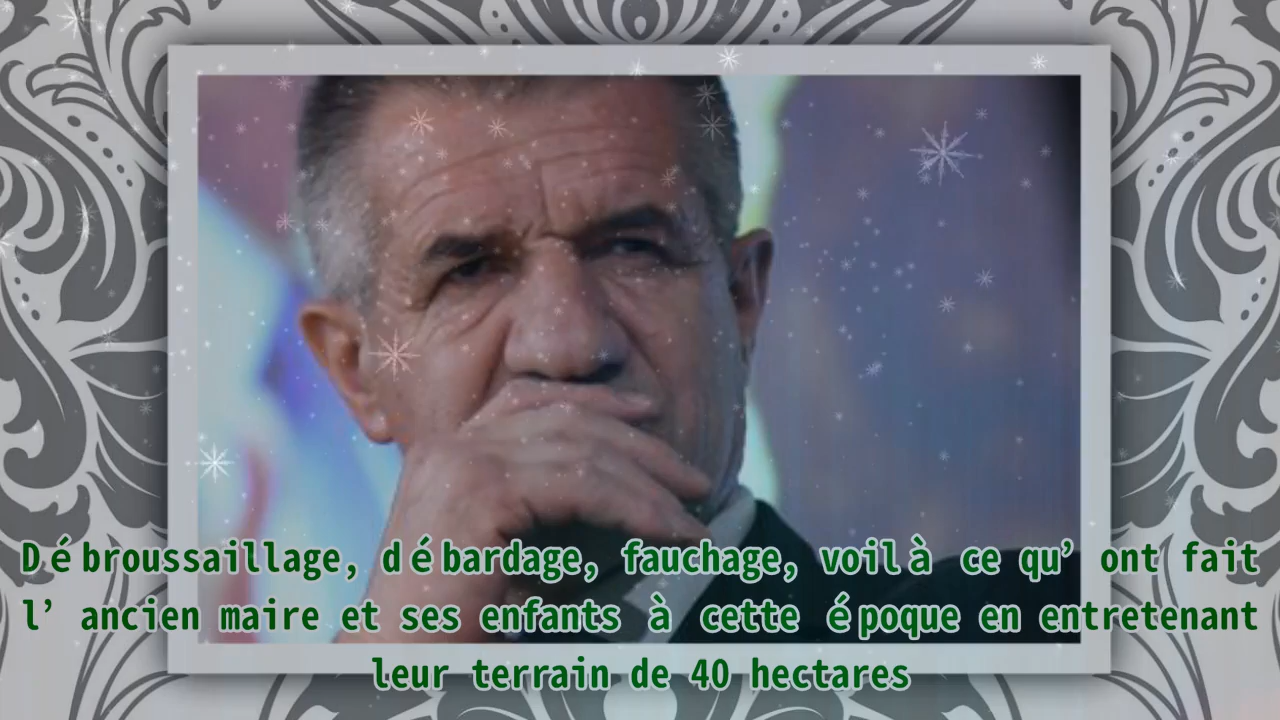 Débroussaillage, débardage, fauchage, voilà ce qu’ ont fait
l’ ancien maire et ses enfants à cette époque en entretenant
leur terrain de 40 hectares